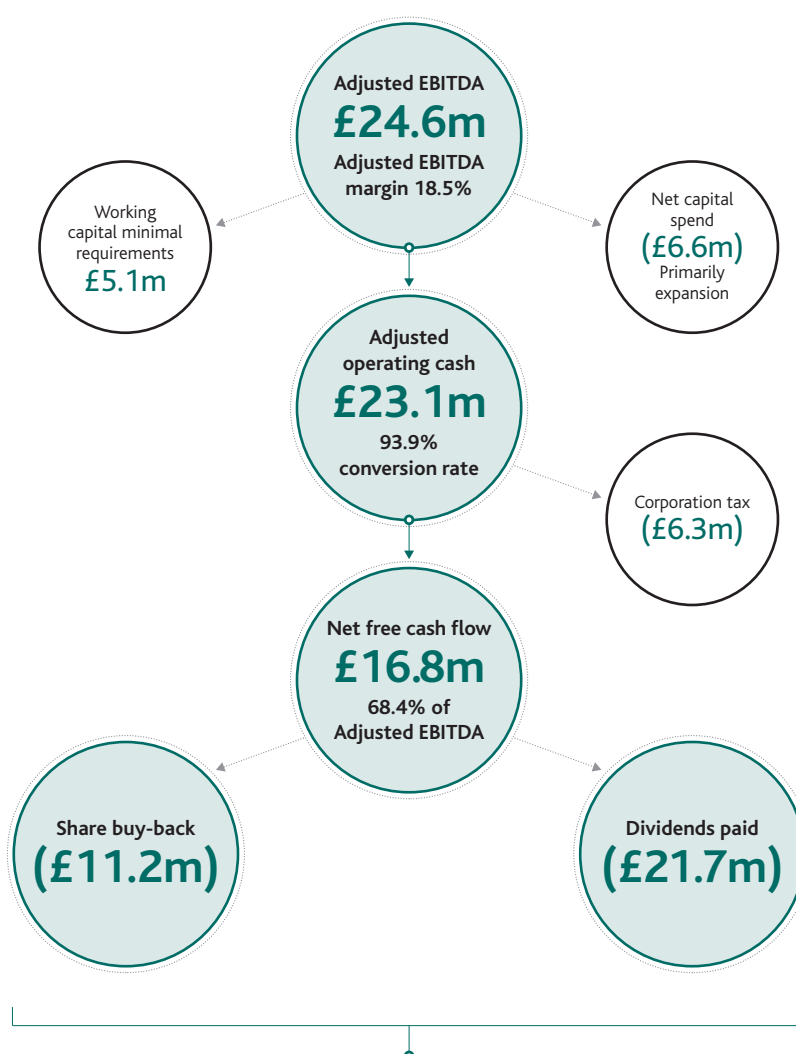 Adjusted EBITDA
£24.6m
Adjusted EBITDA
margin 18.5%
Working
capital minimal
requirements
£5.1m
Net capital
spend
(£6.6m)
Primarily
expansion
Adjusted
operating cash
£23.1m
93.9%
conversion rate
Corporation tax
(£6.3m)
Net free cash flow
£16.8m
68.4% of
Adjusted EBITDA
Share buy-back
(£11.2m)
Dividends paid
(£21.7m)